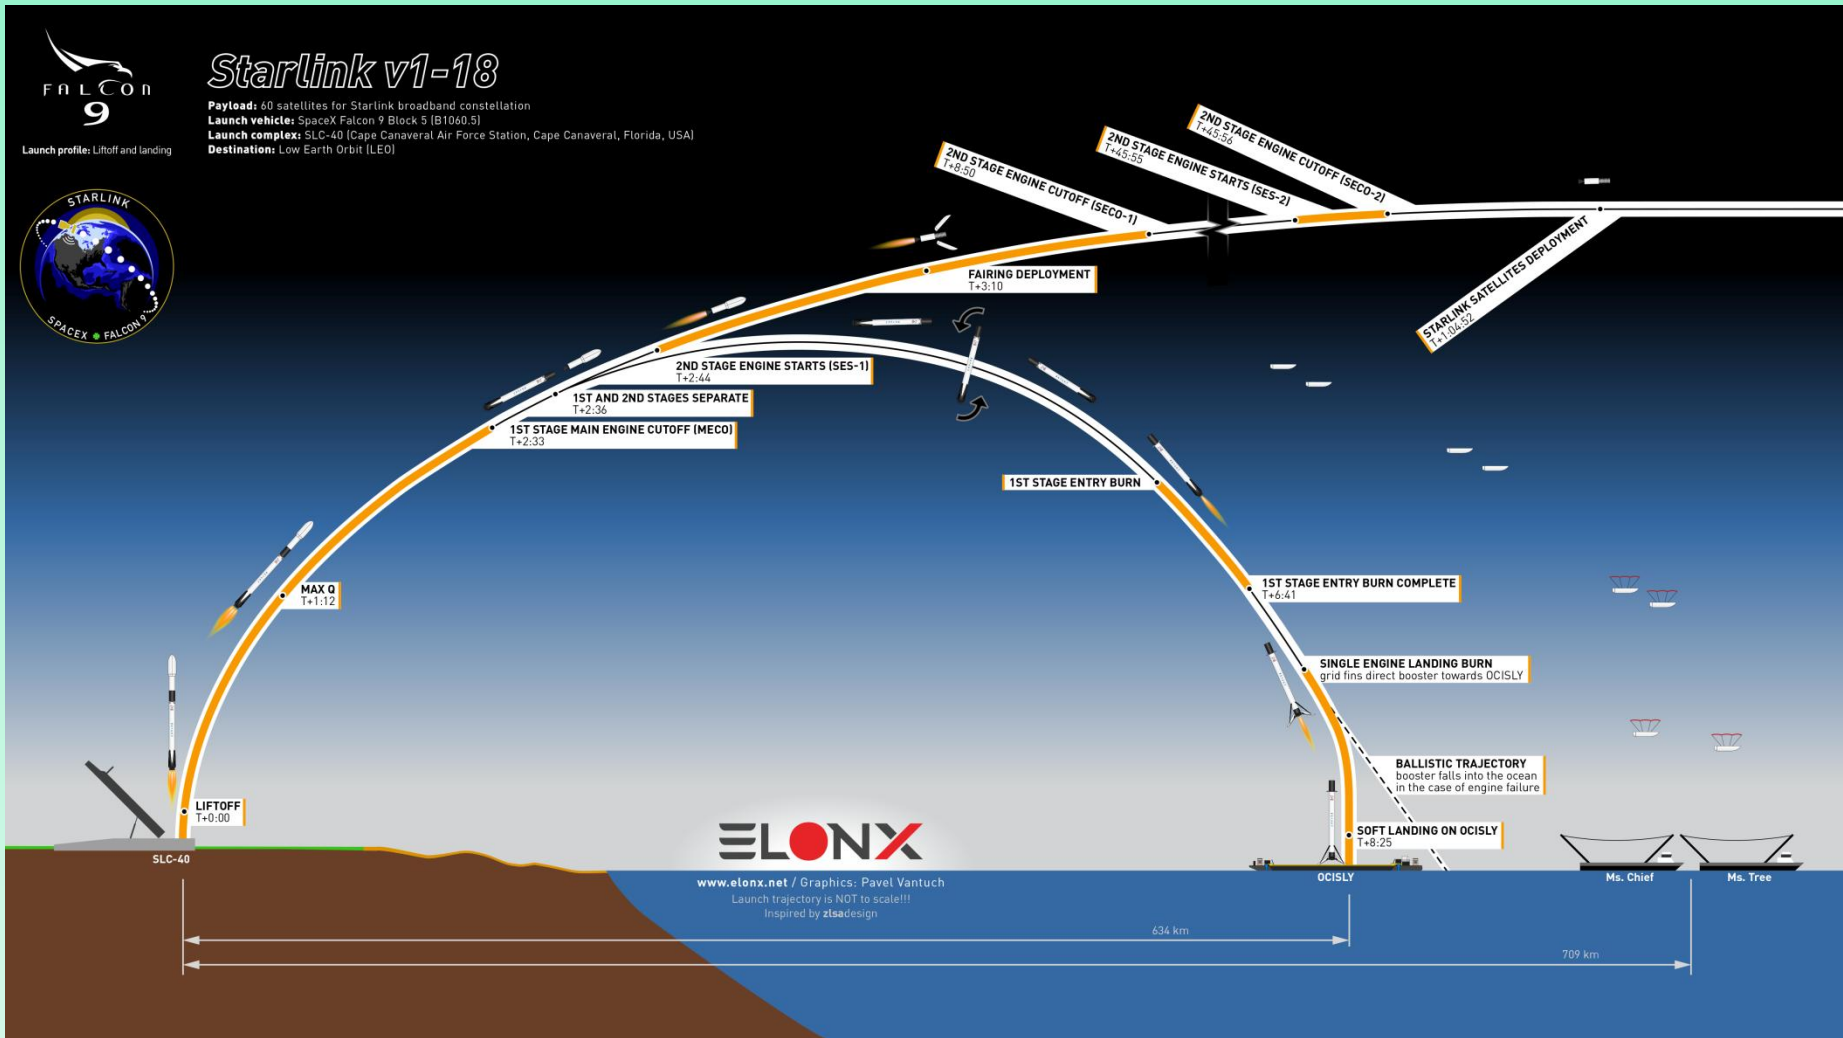 FALCON
9
Launch profile: Liftoff and landing
Starlink v1-18
Payload: 60 satellites for Starlink broadband constellation
Launch vehicle: SpaceX Falcon 9 Block 5 (B1060.5)
Launch complex: SLC-40 (Cape Canaveral Air Force Station, Cape Canaveral, Florida, USA)
Destination: Low Earth Orbit (LEO)
STARLINK
SPACEX FALCON 9
2ND STAGE ENGINE CUTOFF (SECO-1)
T+8:50
2ND STAGE ENGINE STARTS (SES-2)
T+45:55
2ND STAGE ENGINE CUTOFF (SECO-2)
T+45:56
STARLINK SATELLITES DEPLOYMENT
T+1:04:52
FAIRING DEPLOYMENT
T+3:10
2ND STAGE ENGINE STARTS (SES-1)
T+2:44
1ST AND 2ND STAGES SEPARATE
T+2:36
1ST STAGE MAIN ENGINE CUTOFF (MECO)
T+2:33
1ST STAGE ENTRY BURN
MAX Q
T+1:12
1ST STAGE ENTRY BURN COMPLETE
T+6:41
SINGLE ENGINE LANDING BURN
grid fins direct booster towards OCISLY
BALLISTIC TRAJECTORY
booster falls into the ocean
in the case of engine failure
LIFTOFF
T+0:00
SOFT LANDING ON OCISLY
T+8:25
SLC-40
ELONX
www.elonx.net / Graphics: Pavel Vantuch
Launch trajectory is NOT to scale!!!
Inspired by zlsadesign
OCISLY
Ms. Chief
Ms. Tree
634 km
709 km